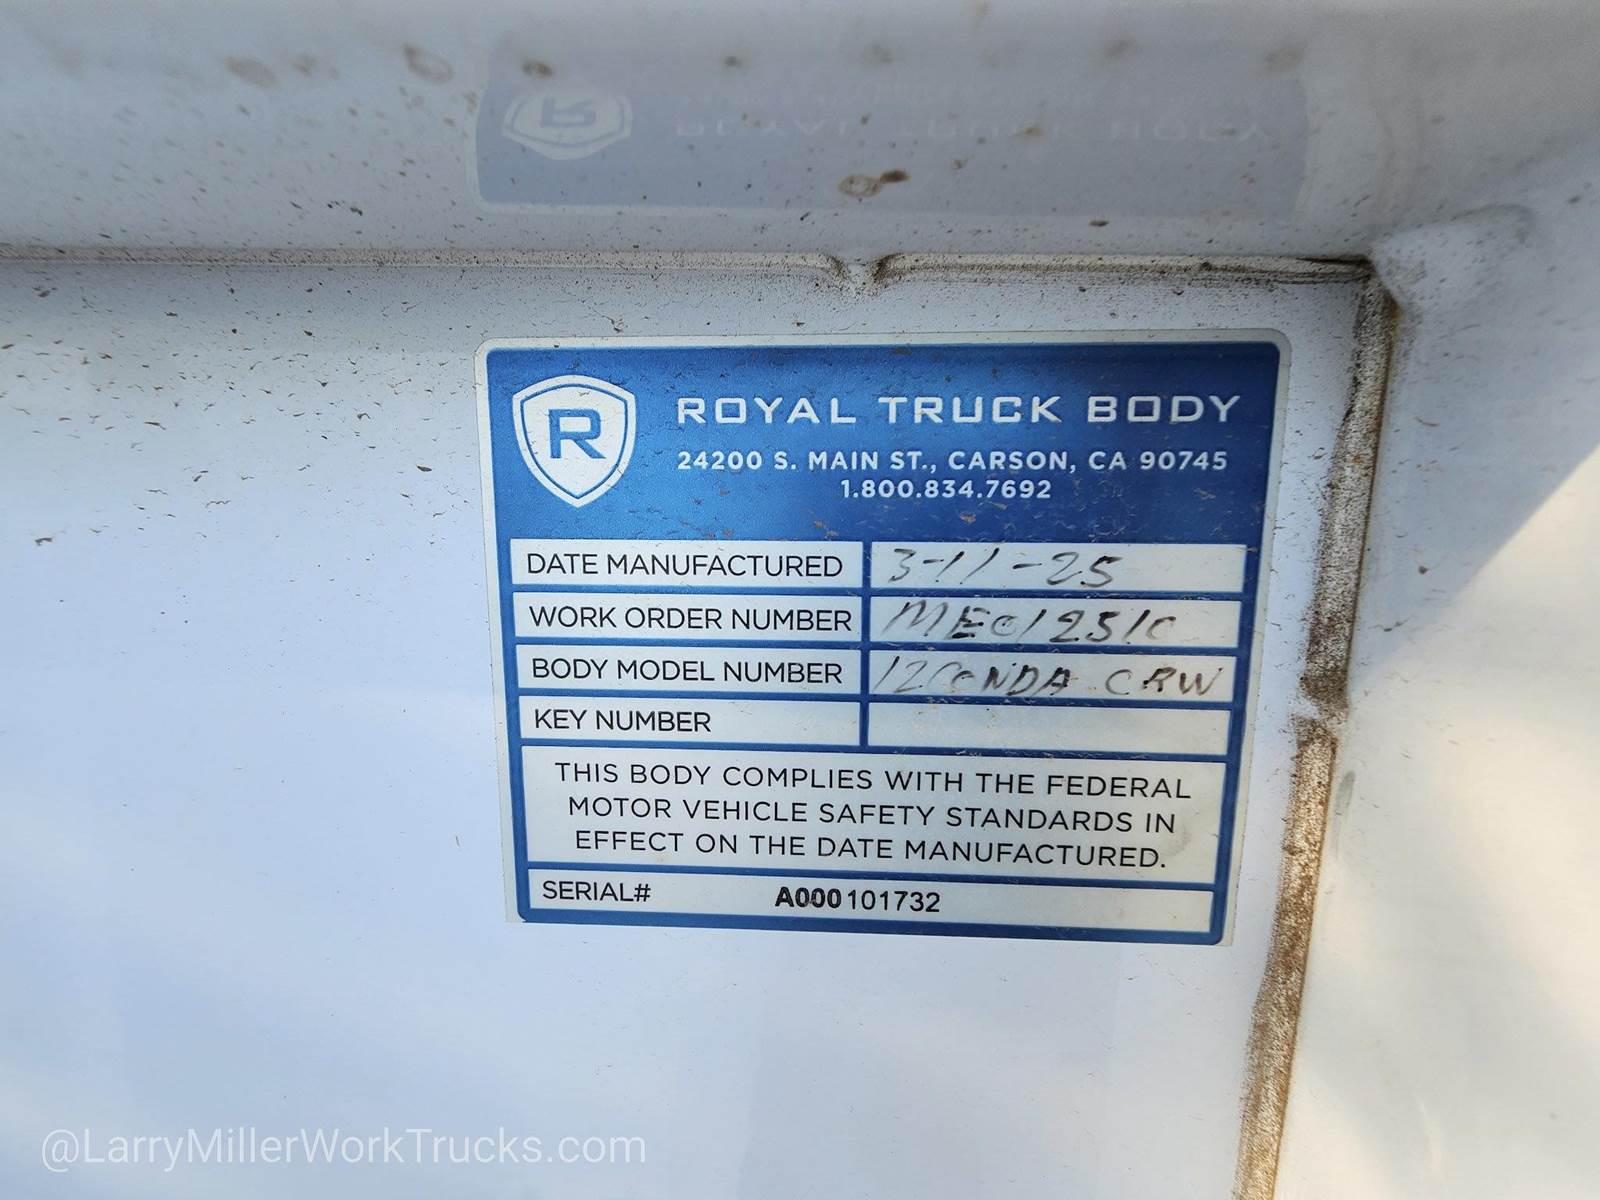 R ROYAL TRUCK BODY
24200 S. MAIN ST., CARSON, CA 90745
1.800.834.7692
DATE MANUFACTURED 3-11-25
WORK ORDER NUMBER
BODY MODEL NUMBER CRW
KEY NUMBER
THIS BODY COMPLIES WITH THE FEDERAL
MOTOR VEHICLE SAFETY STANDARDS IN
EFFECT ON THE DATE MANUFACTURED.
SERIAL# A000101732
@LarryMillerWorkTrucks.com